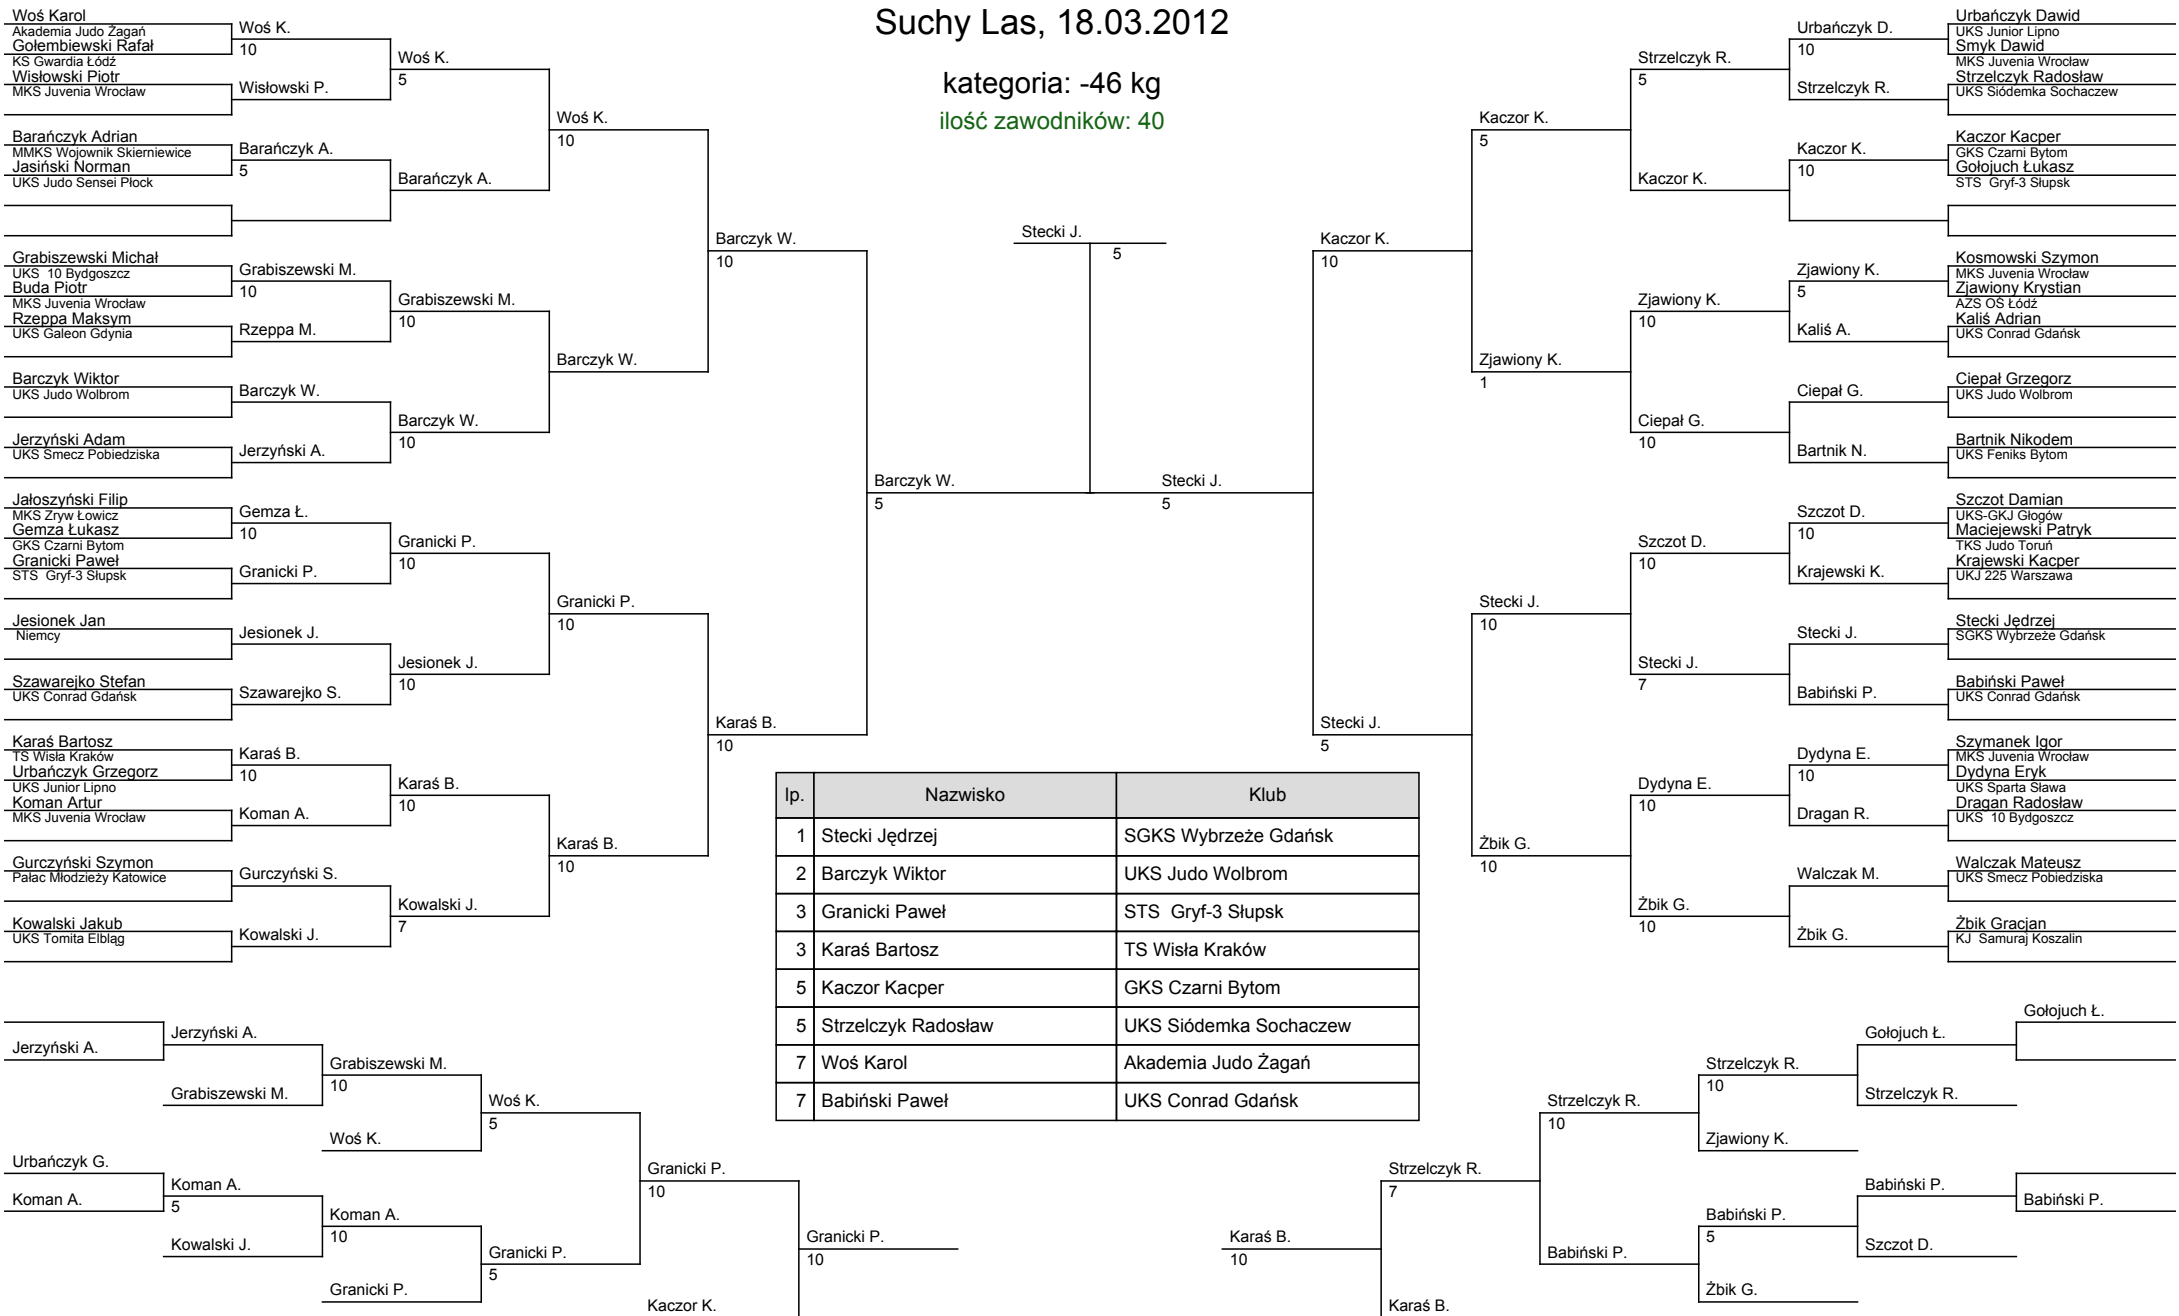 Suchy Las, 18.03.2012
kategoria: -46 kg
ilość zawodników: 40
Woś Karol
Akademia Judo Żagań
Gołembiewski Rafał
KS Gwardia Łódź
Wisłowski Piotr
MKS Juvenia Wrocław
Barańczyk Adrian
MMKS Wojownik Skierniewice
Jasiński Norman
UKS Judo Sensei Płock
Grabiszewski Michał
UKS 10 Bydgoszcz
Buda Piotr
MKS Juvenia Wrocław
Rzeppa Maksym
UKS Galeon Gdynia
Barczyk Wiktor
UKS Judo Wolbrom
Jerzyński Adam
UKS Smecz Pobiedziska
Jałoszyński Filip
MKS Zryw Łowicz
Gemza Łukasz
GKS Czarni Bytom
Granicki Paweł
STS Gryf-3 Słupsk
Jesionek Jan
Niemcy
Szawarejko Stefan
UKS Conrad Gdańsk
Karaś Bartosz
TS Wisła Kraków
Urbańczyk Grzegorz
UKS Junior Lipno
Koman Artur
MKS Juvenia Wrocław
Gurczyński Szymon
Pałac Młodzieży Katowice
Kowalski Jakub
UKS Tomita Elbląg
Woś K.
10
Wisłowski P.
Barańczyk A.
5
Grabiszewski M.
10
Rzeppa M.
Barczyk W.
Jerzyński A.
Gemza Ł.
10
Granicki P.
Jesionek J.
Szawarejko S.
Karaś B.
10
Koman A.
Gurczyński S.
Kowalski J.
Woś K.
5
Barańczyk A.
Grabiszewski M.
10
Barczyk W.
10
Granicki P.
10
Jesionek J.
10
Karaś B.
10
Kowalski J.
7
Woś K.
10
Barczyk W.
Granicki P.
10
Karaś B.
10
Barczyk W.
10
Karaś B.
10
Barczyk W.
5
Stecki J.
5
Stecki J.
5
Kaczor K.
10
Stecki J.
5
Kaczor K.
5
Zjawiony K.
1
Stecki J.
10
Żbik G.
10
Strzelczyk R.
5
Kaczor K.
Zjawiony K.
10
Ciepał G.
10
Szczot D.
10
Stecki J.
7
Dydyna E.
10
Żbik G.
10
Urbańczyk D.
10
Strzelczyk R.
Kaczor K.
10
Zjawiony K.
5
Kaliś A.
Ciepał G.
Bartnik N.
Szczot D.
10
Krajewski K.
Stecki J.
Babiński P.
Dydyna E.
10
Dragan R.
Walczak M.
Żbik G.
Urbańczyk Dawid
UKS Junior Lipno
Smyk Dawid
MKS Juvenia Wrocław
Strzelczyk Radosław
UKS Siódemka Sochaczew
Kaczor Kacper
GKS Czarni Bytom
Gołojuch Łukasz
STS Gryf-3 Słupsk
Kosmowski Szymon
MKS Juvenia Wrocław
Zjawiony Krystian
AZS OŚ Łódź
Kaliś Adrian
UKS Conrad Gdańsk
Ciepał Grzegorz
UKS Judo Wolbrom
Bartnik Nikodem
UKS Feniks Bytom
Szczot Damian
UKS-GKJ Głogów
Maciejewski Patryk
TKS Judo Toruń
Krajewski Kacper
UKJ 225 Warszawa
Stecki Jędrzej
SGKS Wybrzeże Gdańsk
Babiński Paweł
UKS Conrad Gdańsk
Szymanek Igor
MKS Juvenia Wrocław
Dydyna Eryk
UKS Sparta Sława
Dragan Radosław
UKS 10 Bydgoszcz
Walczak Mateusz
UKS Smecz Pobiedziska
Żbik Gracjan
KJ Samuraj Koszalin
lp. Nazwisko Klub
1 Stecki Jędrzej SGKS Wybrzeże Gdańsk
2 Barczyk Wiktor UKS Judo Wolbrom
3 Granicki Paweł STS Gryf-3 Słupsk
3 Karaś Bartosz TS Wisła Kraków
5 Kaczor Kacper GKS Czarni Bytom
5 Strzelczyk Radosław UKS Siódemka Sochaczew
7 Woś Karol Akademia Judo Żagań
7 Babiński Paweł UKS Conrad Gdańsk
Jerzyński A.
Urbańczyk G.
Koman A.
Jerzyński A.
Grabiszewski M.
Koman A.
5
Kowalski J.
Grabiszewski M.
10
Woś K.
Koman A.
10
Granicki P.
Woś K.
5
Granicki P.
5
Granicki P.
10
Kaczor K.
Granicki P.
10
Karaś B.
10
Strzelczyk R.
7
Karaś B.
Strzelczyk R.
10
Babiński P.
Strzelczyk R.
10
Zjawiony K.
Babiński P.
5
Żbik G.
Gołojuch Ł.
Strzelczyk R.
Babiński P.
Szczot D.
Gołojuch Ł.
Babiński P.